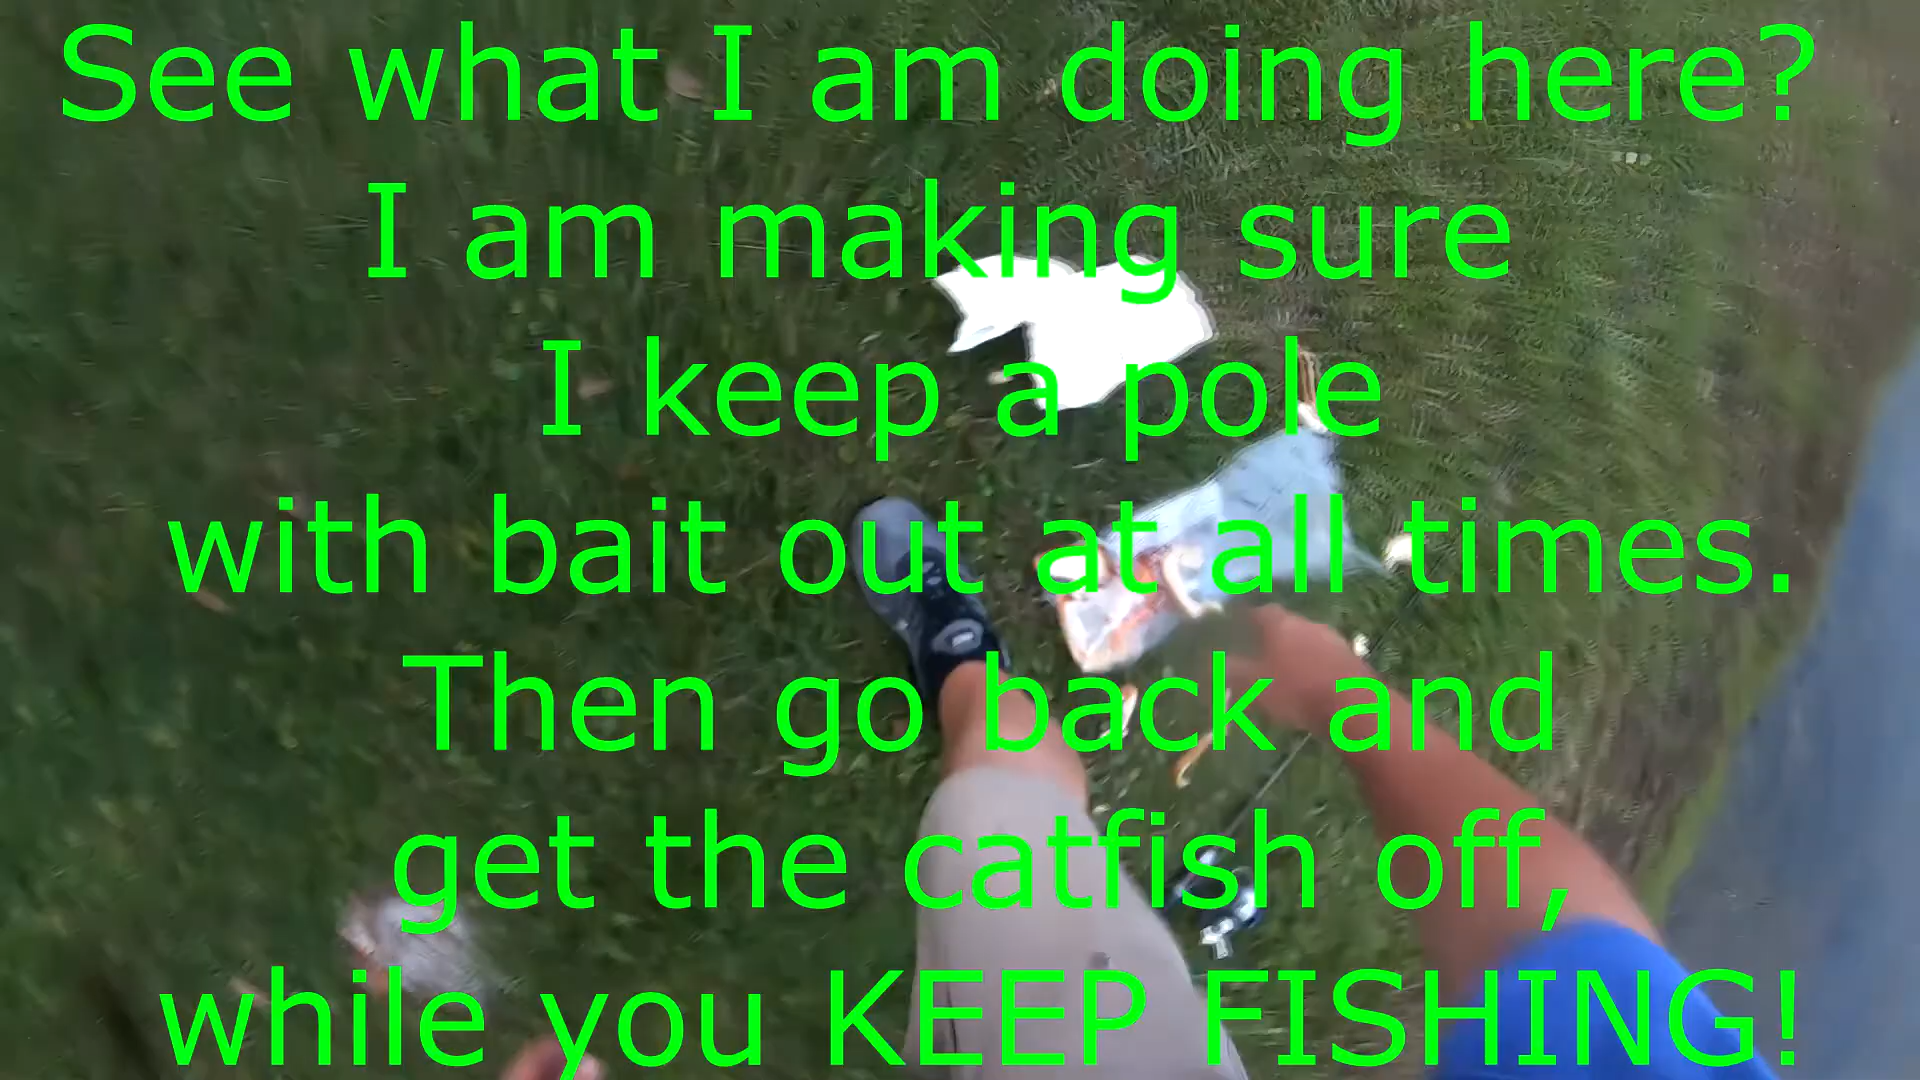 See what I am doing here?
I am making sure
I keep a pole
with bait out at all times.
Then go back and
get the catfish off,
while you KEEP FISHING!